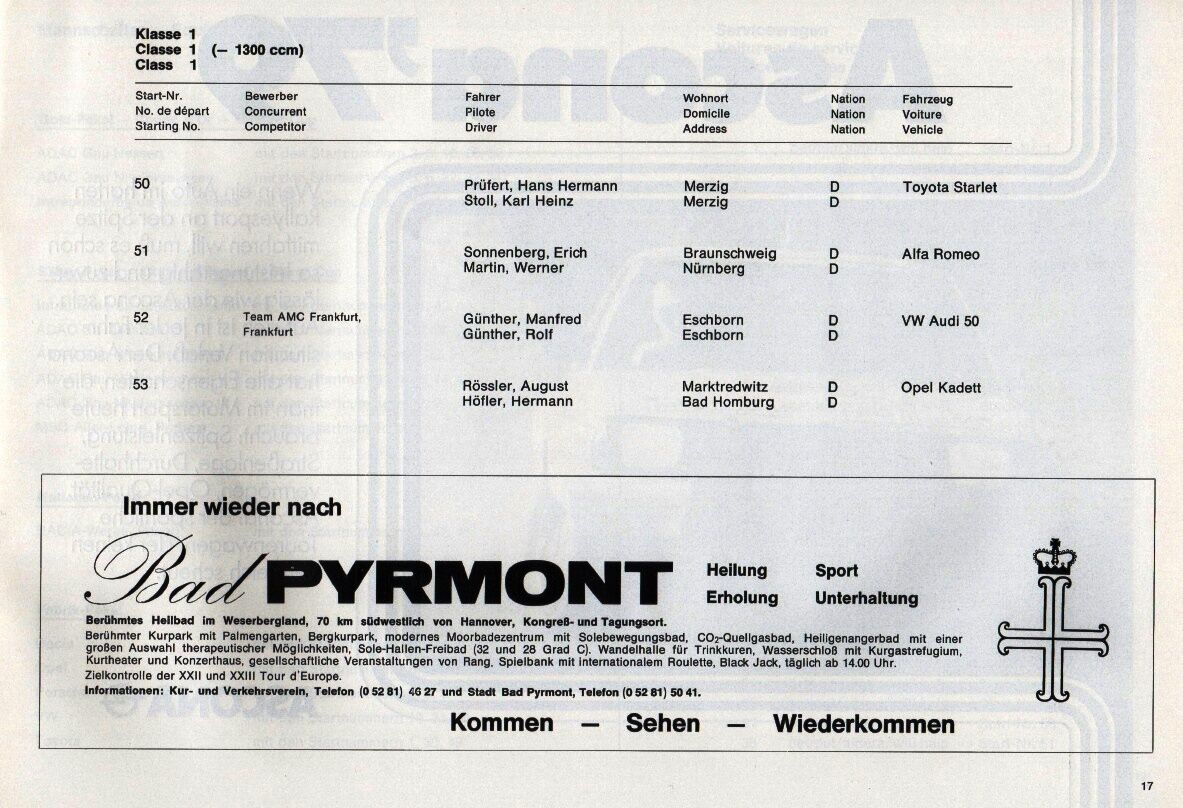 Klasse 1
Classe 1 (– 1300 ccm)
Class 1
Start-Nr. Bewerber Fahrer Wohnort Nation Fahrzeug
No. de départ Concurrent Pilote Domicile Nation Voiture
Starting No. Competitor Driver Address Nation Vehicle
50 Prüfert, Hans Hermann Merzig D Toyota Starlet
Stoll, Karl Heinz Merzig D
51 Sonnenberg, Erich Braunschweig D Alfa Romeo
Martin, Werner Nürnberg D
52 Team AMC Frankfurt, Günther, Manfred Eschborn D VW Audi 50
Frankfurt Günther, Rolf Eschborn D
53 Rössler, August Marktredwitz D Opel Kadett
Höfler, Hermann Bad Homburg D
Immer wieder nach
Bad PYRMONT
Heilung Sport
Erholung Unterhaltung
Berühmtes Heilbad im Weserbergland, 70 km südwestlich von Hannover, Kongreß- und Tagungsort.
Berühmter Kurpark mit Palmengarten, Bergkurpark, modernes Moorbadezentrum mit Solebewegungsbad, CO2-Quellgasbad, Heiligenangerbad mit einer
großen Auswahl therapeutischer Möglichkeiten, Sole-Hallen-Freibad (32 und 28 Grad C). Wandelhalle für Trinkkuren, Wasserschloß mit Kurgastrefugium,
Kurtheater und Konzerthaus, gesellschaftliche Veranstaltungen von Rang, Spielbank mit internationalem Roulette, Black Jack, täglich ab 14.00 Uhr.
Zielkontrolle der XXII und XXIII Tour d'Europe.
Informationen: Kur- und Verkehrsverein, Telefon (0 52 81) 46 27 und Stadt Bad Pyrmont, Telefon (0 52 81) 50 41.
Kommen – Sehen – Wiederkommen
17